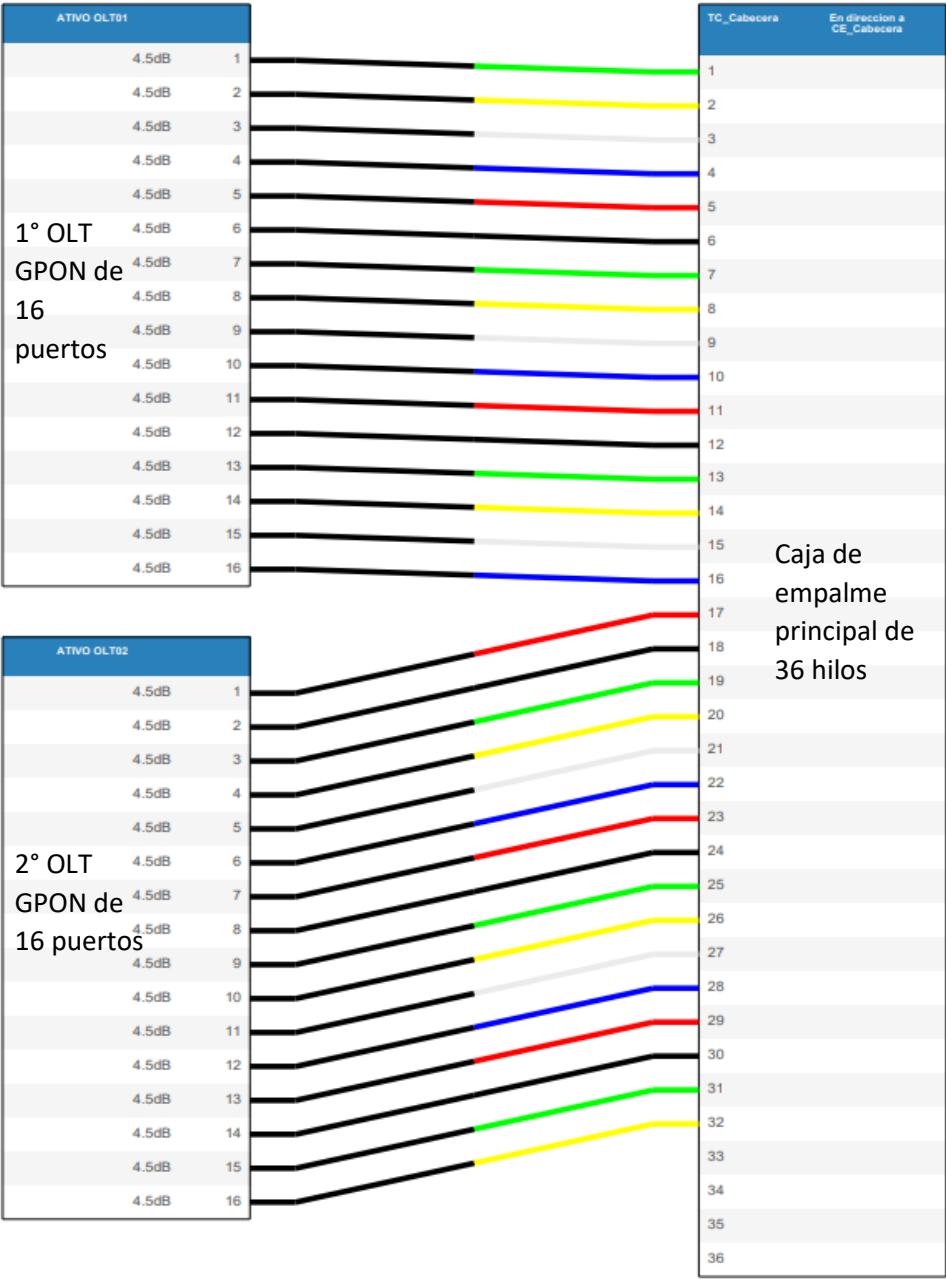 ATIVO OLT01
4.5dB 1
4.5dB 2
4.5dB 3
4.5dB 4
4.5dB 5
4.5dB 6
4.5dB 7
4.5dB 8
4.5dB 9
4.5dB 10
4.5dB 11
4.5dB 12
4.5dB 13
4.5dB 14
4.5dB 15
4.5dB 16
1° OLT
GPON de
16
puertos
ATIVO OLT02
4.5dB 1
4.5dB 2
4.5dB 3
4.5dB 4
4.5dB 5
4.5dB 6
4.5dB 7
4.5dB 8
4.5dB 9
4.5dB 10
4.5dB 11
4.5dB 12
4.5dB 13
4.5dB 14
4.5dB 15
4.5dB 16
2° OLT
GPON de
16 puertos
TC_Cabecera
En direccion a
CE_Cabecera
1
2
3
4
5
6
7
8
9
10
11
12
13
14
15
16
17
18
19
20
21
22
23
24
25
26
27
28
29
30
31
32
33
34
35
36
Caja de
empalme
principal de
36 hilos